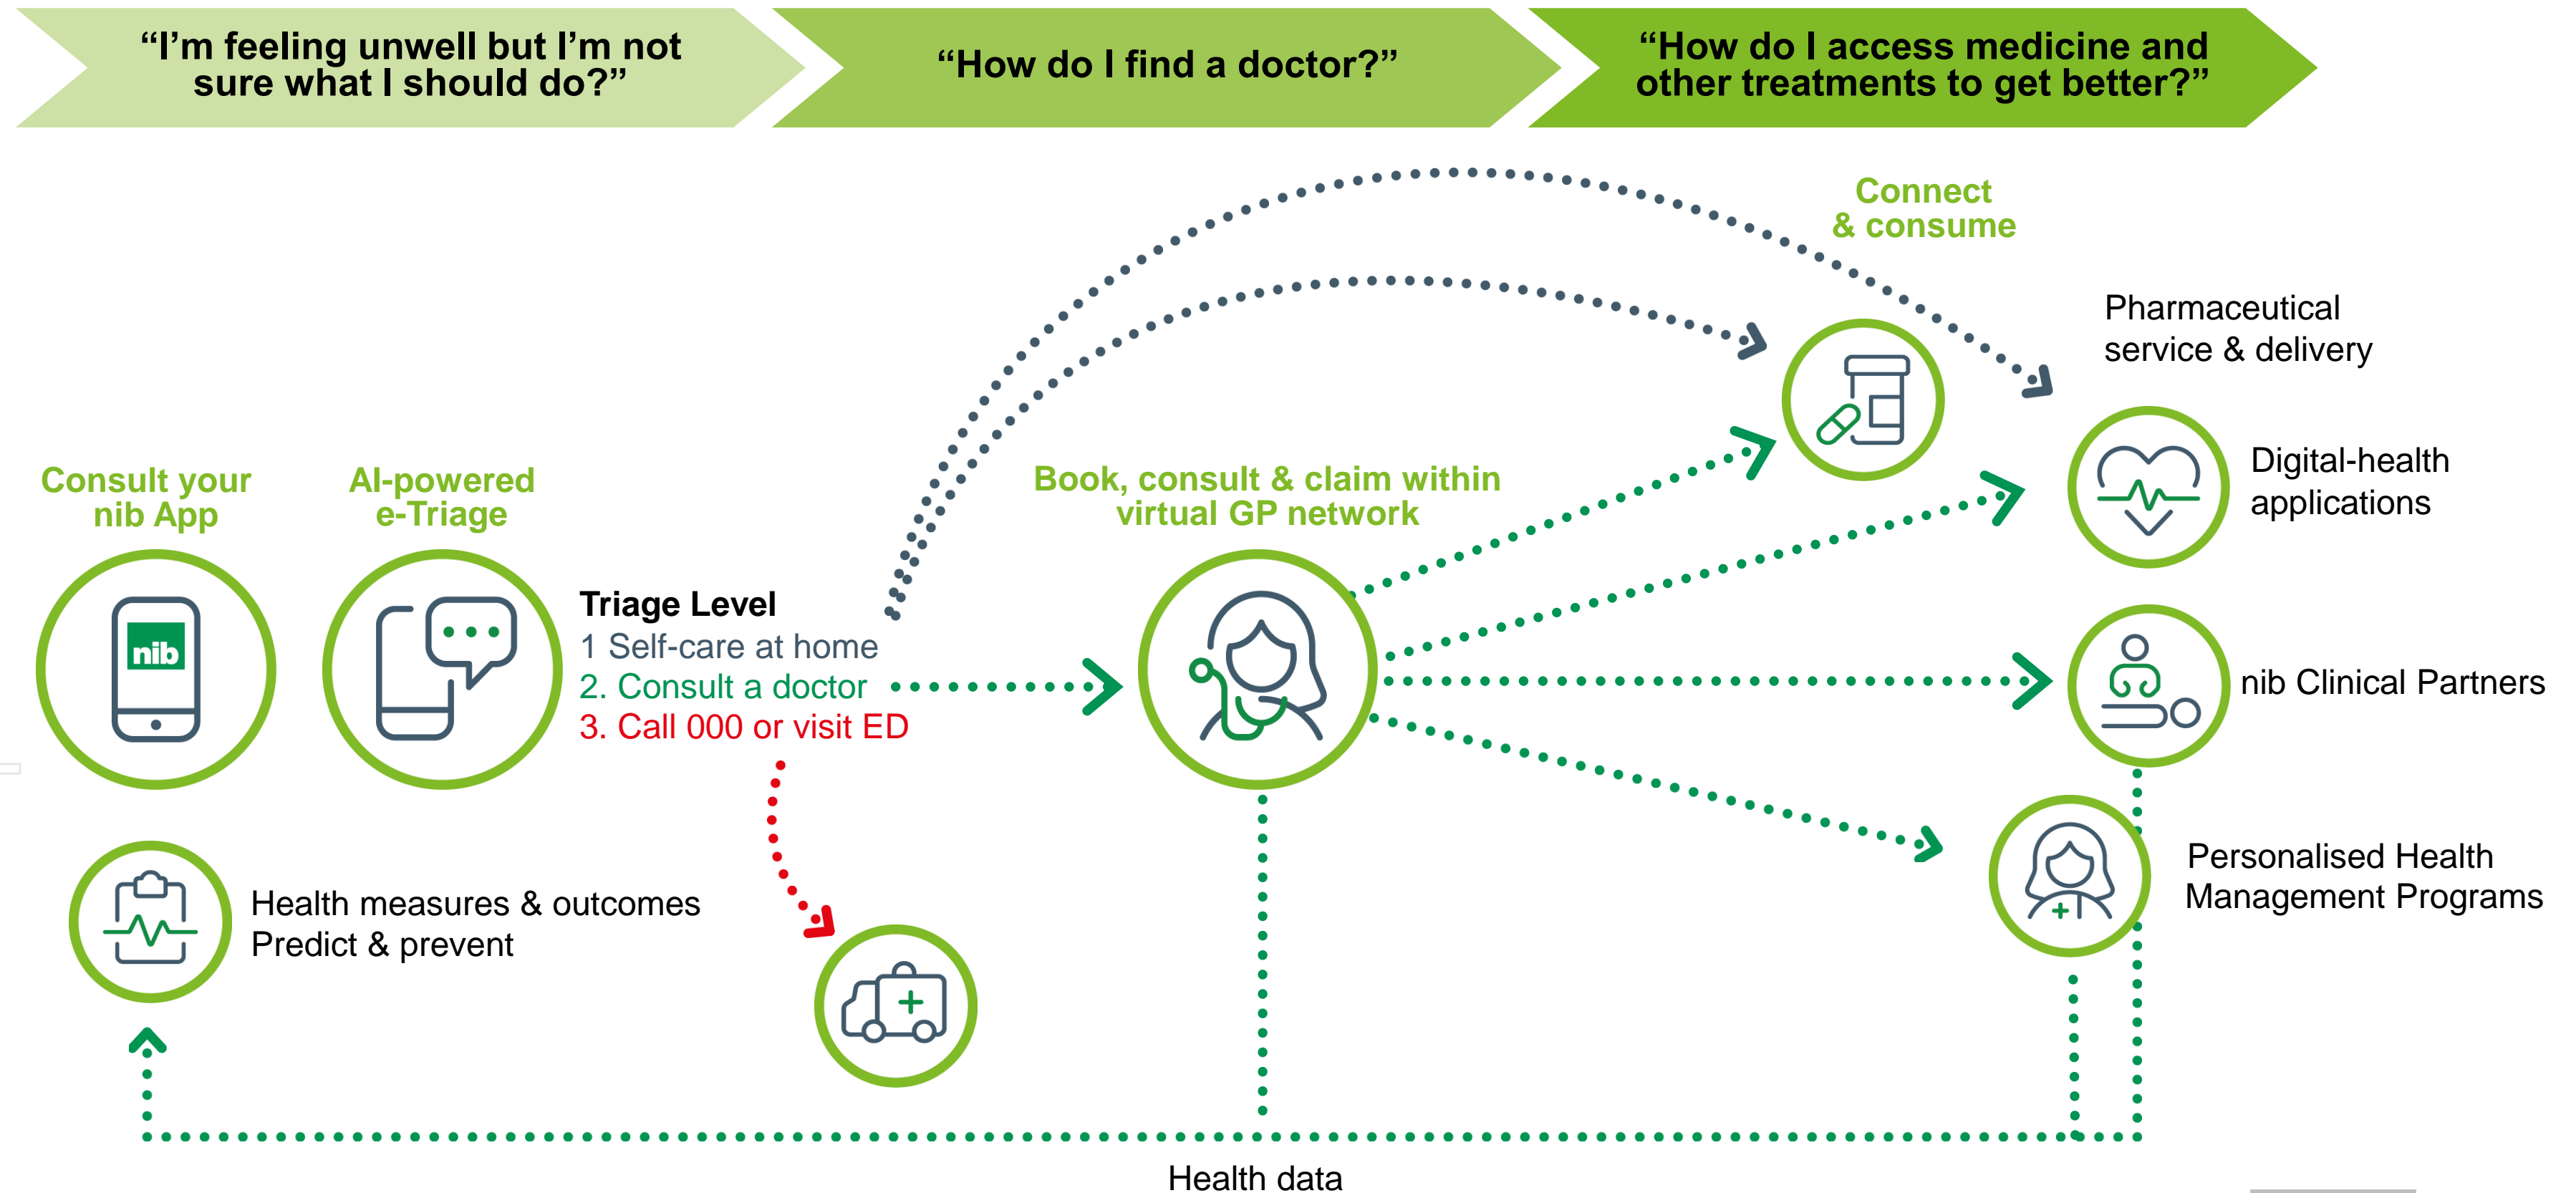 “I’m feeling unwell but I’m not
sure what I should do?”
“How do I find a doctor?”
“How do I access medicine and
other treatments to get better?”
Connect
& consume
Pharmaceutical
service & delivery
Digital-health
applications
Consult your
nib App
AI-powered
e-Triage
Book, consult & claim within
virtual GP network
nib
Triage Level
1 Self-care at home
2. Consult a doctor
3. Call 000 or visit ED
nib Clinical Partners
Personalised Health
Management Programs
Health measures & outcomes
Predict & prevent
Health data